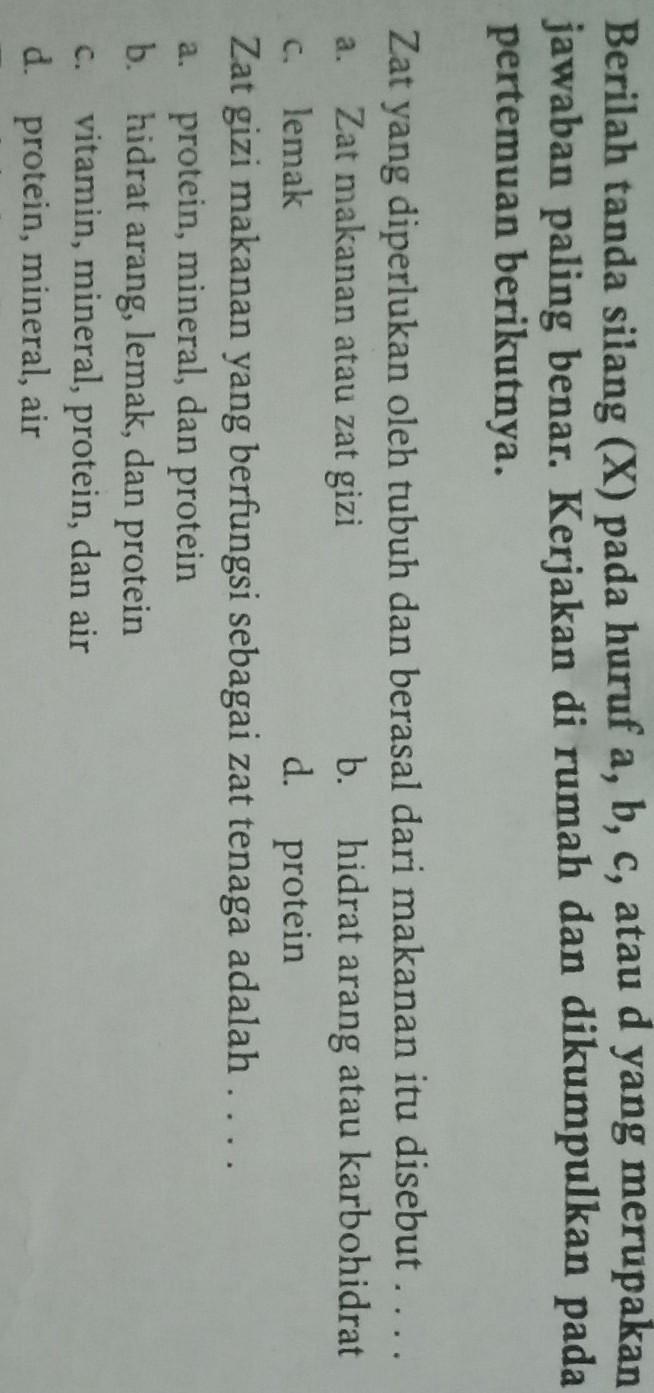 Berilah tanda silang (X) pada huruf a, b, c, atau d yang merupakan
jawaban paling benar. Kerjakan di rumah dan dikumpulkan pada
pertemuan berikutnya.
Zat yang diperlukan oleh tubuh dan berasal dari makanan itu disebut . . . .
a. Zat makanan atau zat gizi b. hidrat arang atau karbohidrat
c. lemak d. protein
Zat gizi makanan yang berfungsi sebagai zat tenaga adalah . . . .
a. protein, mineral, dan protein
b. hidrat arang, lemak, dan protein
c. vitamin, mineral, protein, dan air
d. protein, mineral, air